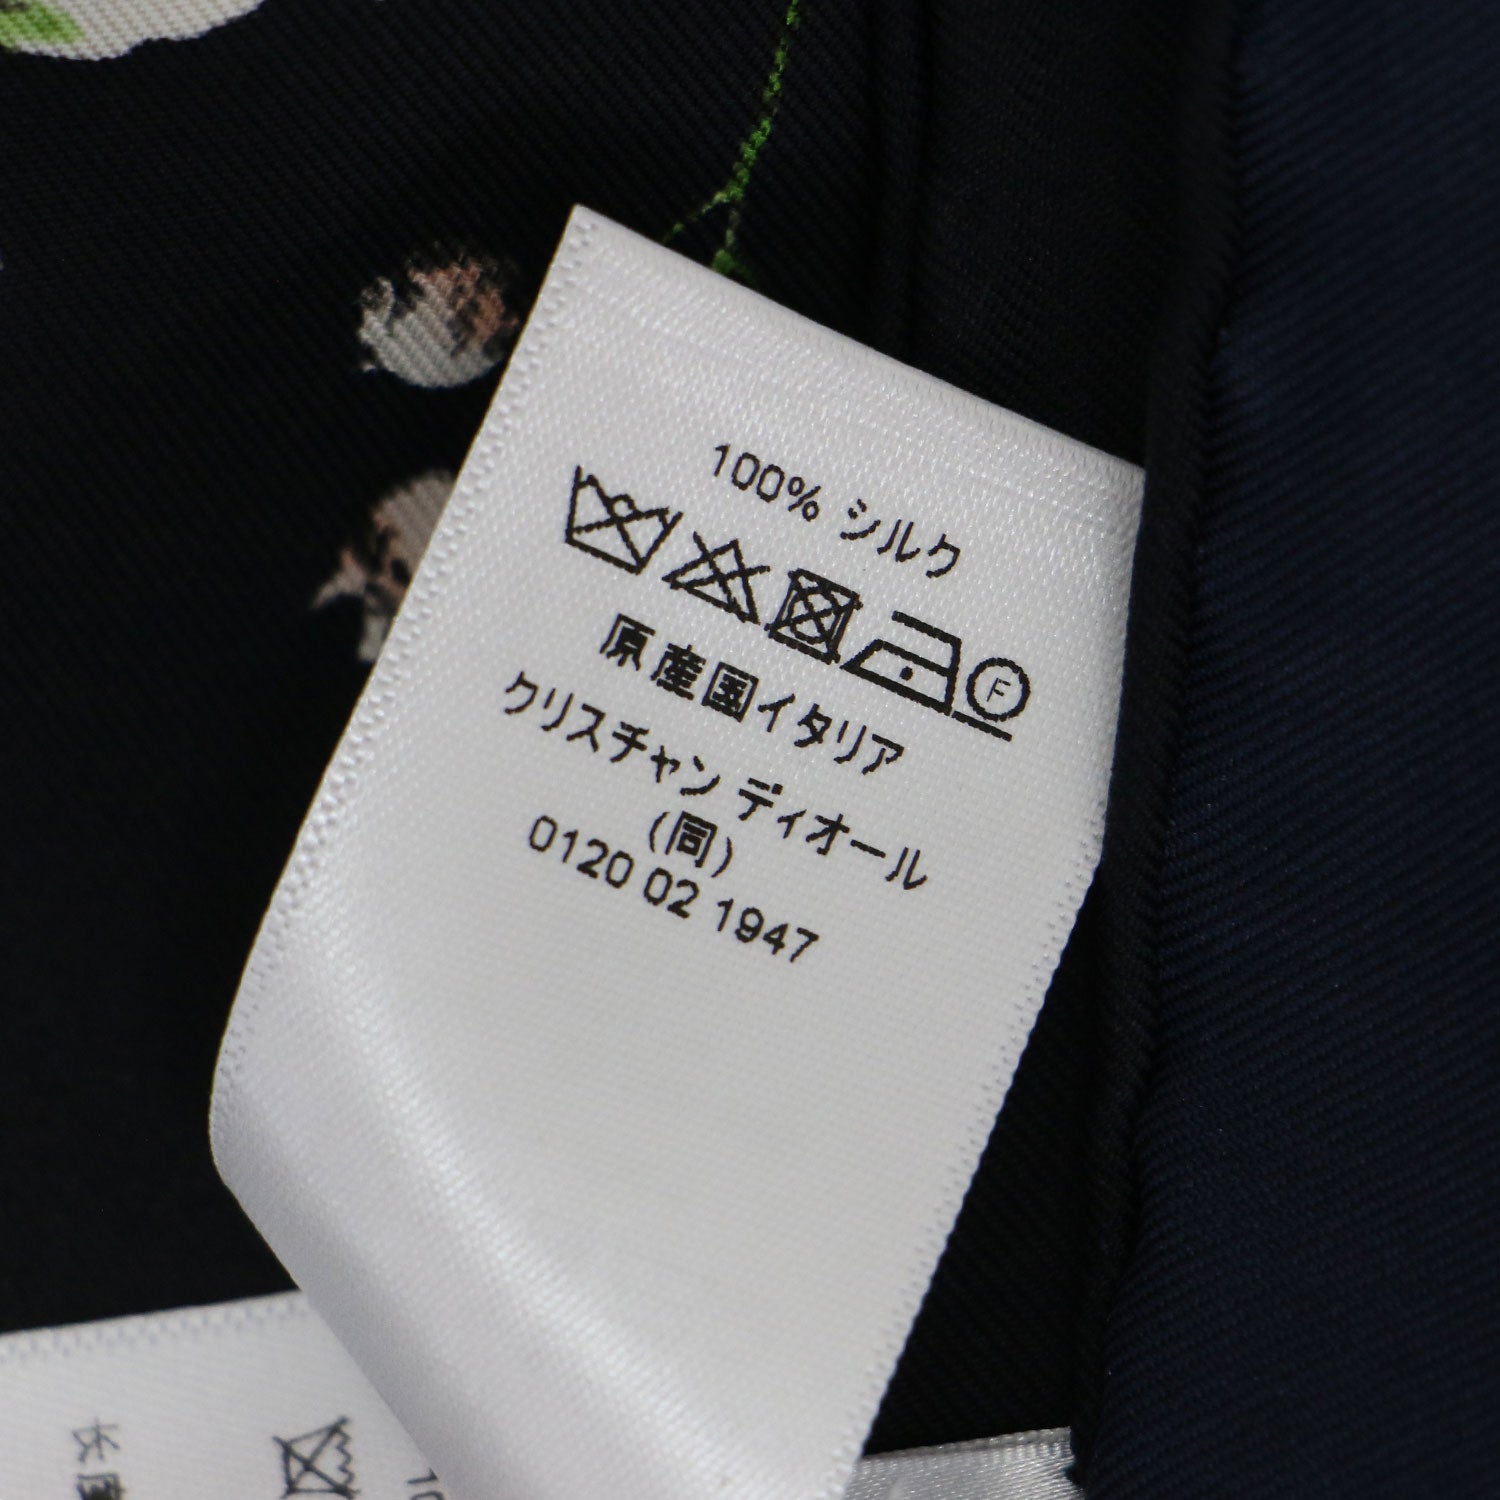 100% シルク
F
原産国イタリア
クリスチャン ディオール
(同)
0120 02 1947